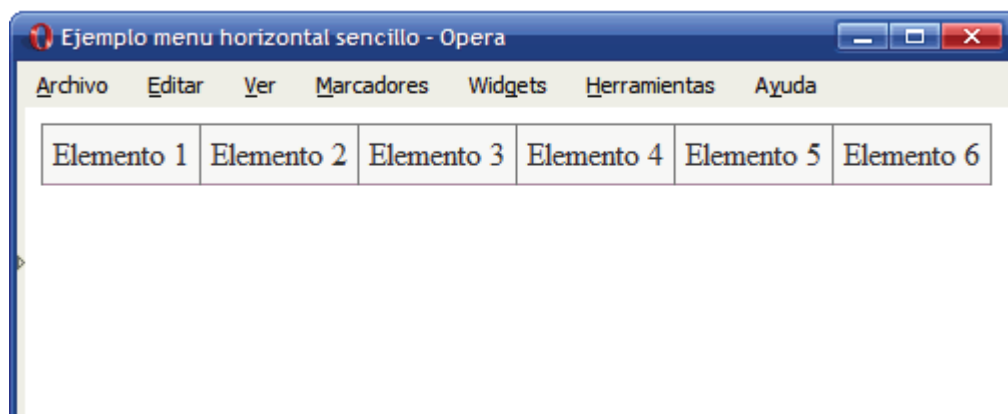 Ejemplo menu horizontal sencillo - Opera
Archivo Editar Ver Marcadores Widgets Herramientas Ayuda
Elemento 1 Elemento 2 Elemento 3 Elemento 4 Elemento 5 Elemento 6